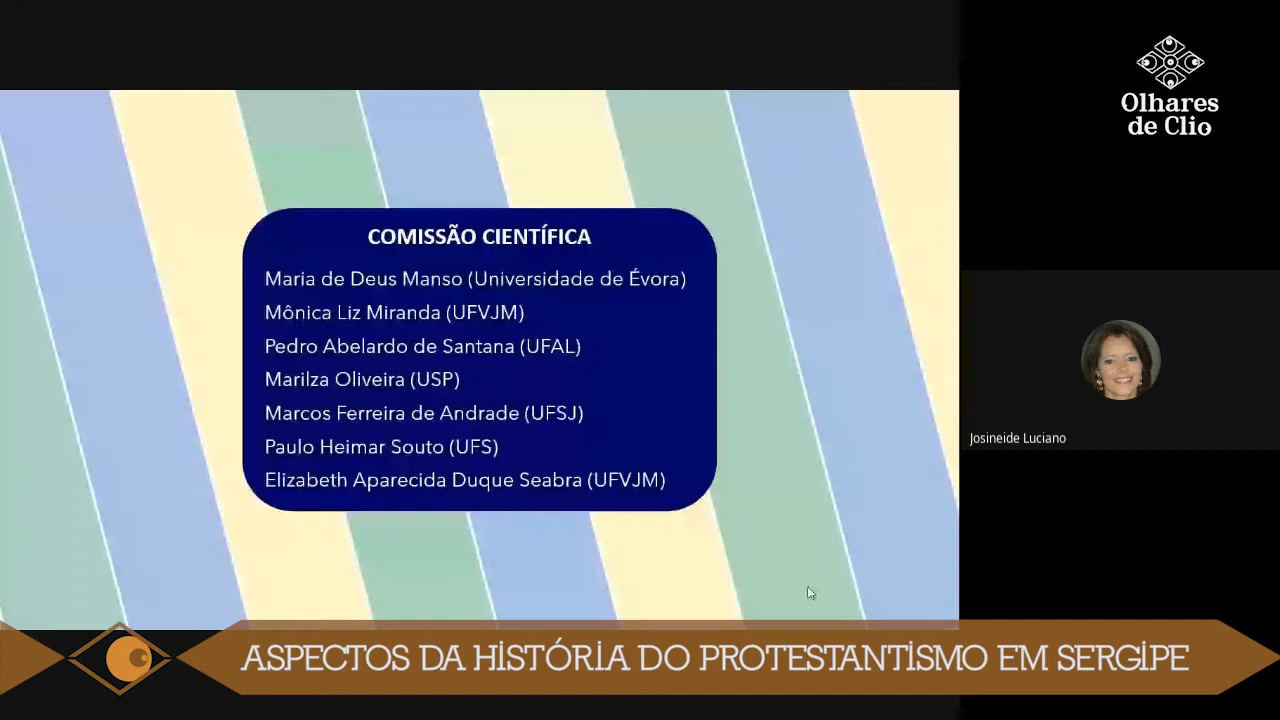 Olhares
de Clio
COMISSÃO CIENTÍFICA
Maria de Deus Manso (Universidade de Évora)
Mônica Liz Miranda (UFVJM)
Pedro Abelardo de Santana (UFAL)
Marilza Oliveira (USP)
Marcos Ferreira de Andrade (UFSJ)
Paulo Heimar Souto (UFS)
Elizabeth Aparecida Duque Seabra (UFVJM)
Josineide Luciano
ASPECTOS DA HISTÓRIA DO PROTESTANTISMO EM SERGIPE